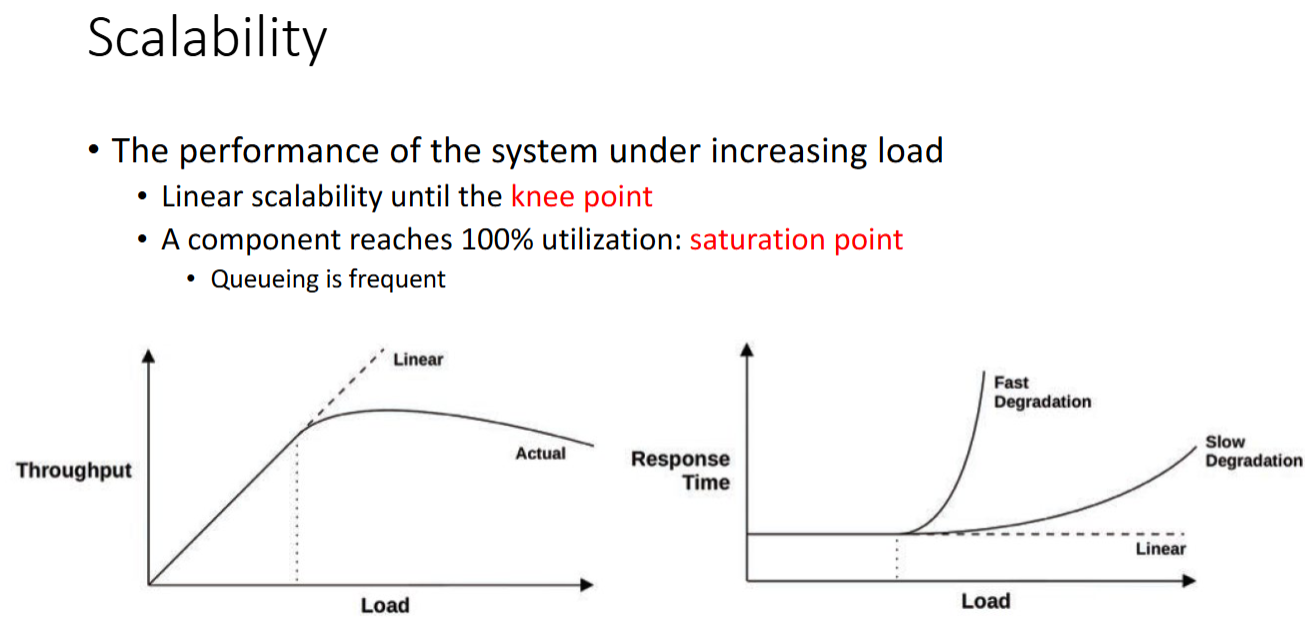 Scalability
• The performance of the system under increasing load
• Linear scalability until the knee point
• A component reaches 100% utilization: saturation point
• Queueing is frequent
Linear
Actual
Throughput
Load
Fast
Degradation
Slow
Degradation
Response
Time
Linear
Load